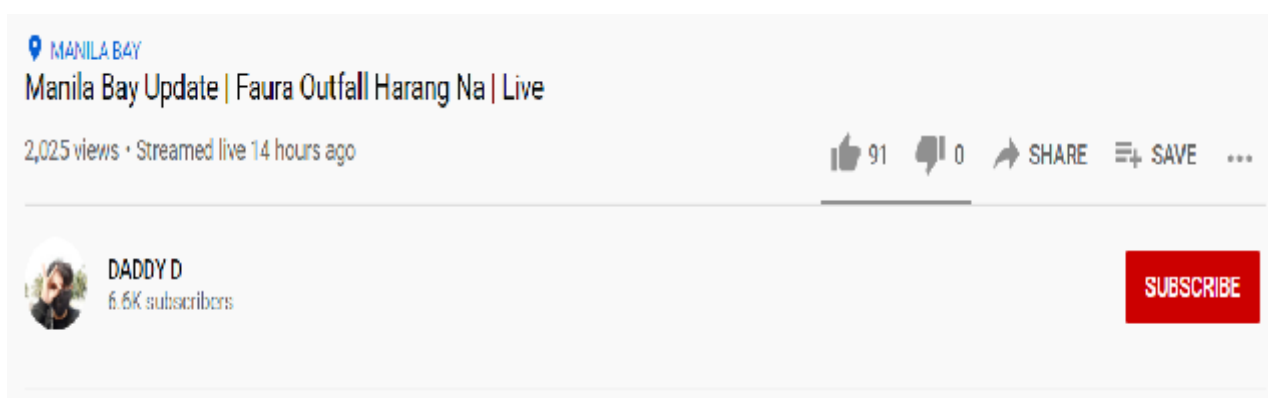 MANILA BAY
Manila Bay Update | Faura Outfall Harang Na | Live
2,025 views • Streamed live 14 hours ago
91 0 SHARE SAVE ...
DADDY D
6.6K subscribers
SUBSCRIBE